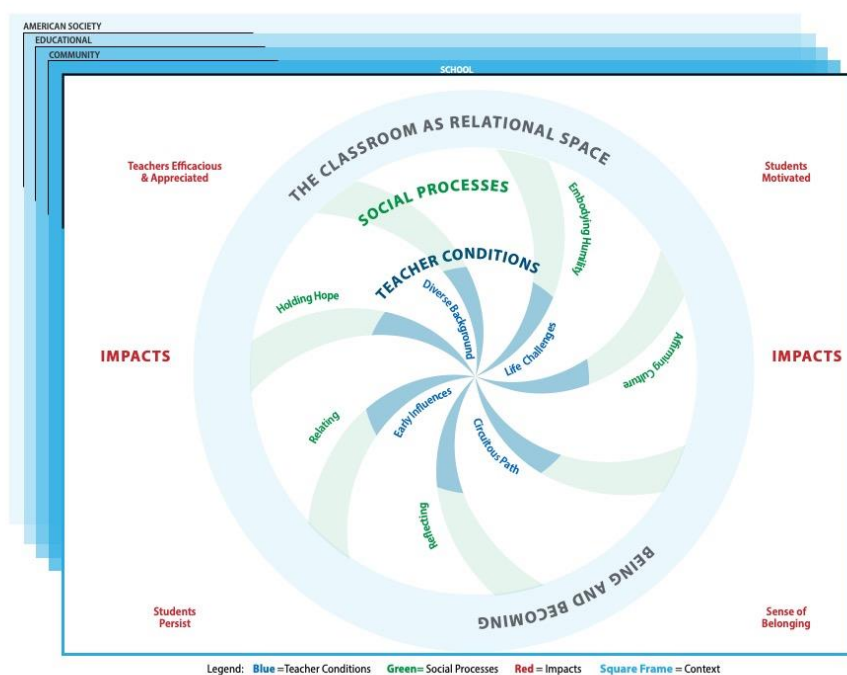 AMERICAN SOCIETY
EDUCATIONAL
COMMUNITY
SCHOOL
THE CLASSROOM AS RELATIONAL SPACE
Teachers Efficacious
& Appreciated
Students
Motivated
SOCIAL PROCESSES
Embodying Humility
TEACHER CONDITIONS
Diverse Background
Holding Hope
Life Challenges
IMPACTS
IMPACTS
Affirming Culture
Early Influences
Relating
Circuitous Path
Reflecting
BEING AND BECOMING
Students
Persist
Sense of
Belonging
Legend: Blue =Teacher Conditions Green= Social Processes Red = Impacts Square Frame = Context